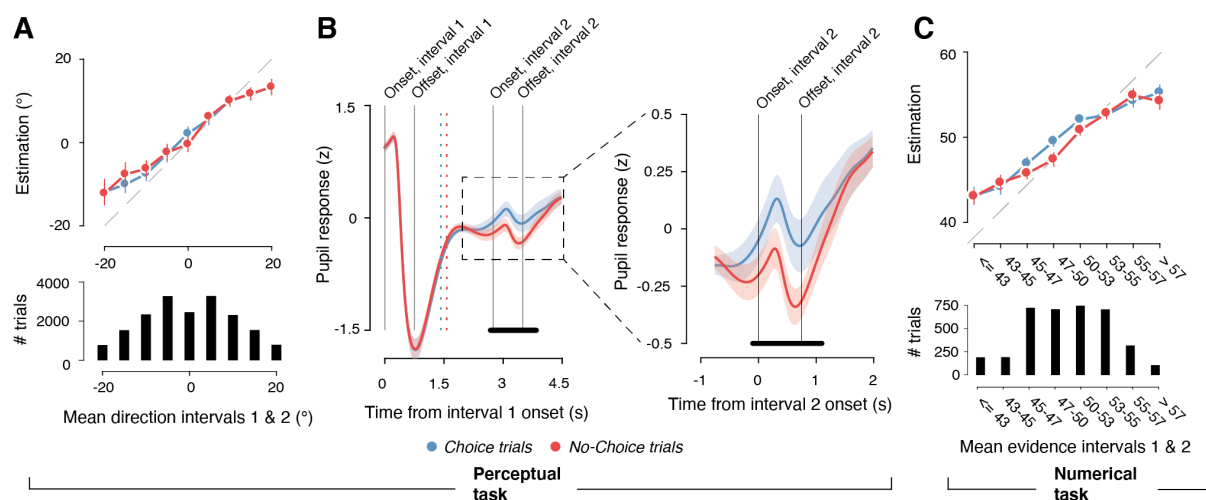 A
Estimation (°)
20
0
-20
-20
0
20
# trials
4000
2000
0
-20
0
20
Mean direction intervals 1 & 2 (°)
B
Onset, interval 1
Offset, interval 1
Onset, interval 2
Offset, interval 2
Pupil response (z)
1.5
0
-1.5
0
1.5
3
4.5
Time from interval 1 onset (s)
Onset, interval 2
Offset, interval 2
Pupil response (z)
0.5
0.25
0
-0.25
-0.5
-1
0
1
2
Time from interval 2 onset (s)
Choice trials
No-Choice trials
Perceptual
task
C
Estimation
60
50
40
<= 43
43-45
45-47
47-50
50-53
53-55
55-57
> 57
# trials
750
500
250
0
<= 43
43-45
45-47
47-50
50-53
53-55
55-57
> 57
Mean evidence intervals 1 & 2
Numerical
task